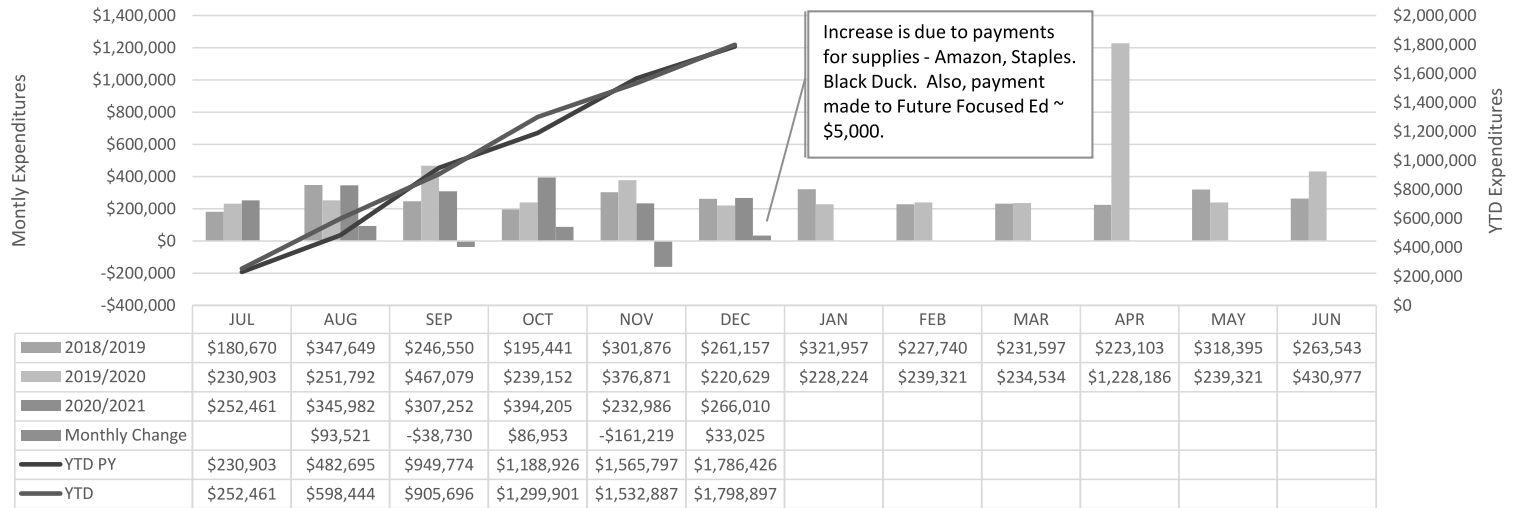 Montly Expenditures
$1,400,000
$1,200,000
$1,000,000
$800,000
$600,000
$400,000
$200,000
$0
-$200,000
-$400,000
Increase is due to payments
for supplies - Amazon, Staples.
Black Duck.  Also, payment
made to Future Focused Ed ~
$5,000.
$2,000,000
$1,800,000
$1,600,000
$1,400,000
$1,200,000
$1,000,000
$800,000
$600,000
$400,000
$200,000
$0
YTD Expenditures
JUL AUG SEP OCT NOV DEC JAN FEB MAR APR MAY JUN
2018/2019 $180,670 $347,649 $246,550 $195,441 $301,876 $261,157 $321,957 $227,740 $231,597 $223,103 $318,395 $263,543
2019/2020 $230,903 $251,792 $467,079 $239,152 $376,871 $220,629 $228,224 $239,321 $234,534 $1,228,186 $239,321 $430,977
2020/2021 $252,461 $345,982 $307,252 $394,205 $232,986 $266,010
Monthly Change $93,521 -$38,730 $86,953 -$161,219 $33,025
YTD PY $230,903 $482,695 $949,774 $1,188,926 $1,565,797 $1,786,426
YTD $252,461 $598,444 $905,696 $1,299,901 $1,532,887 $1,798,897